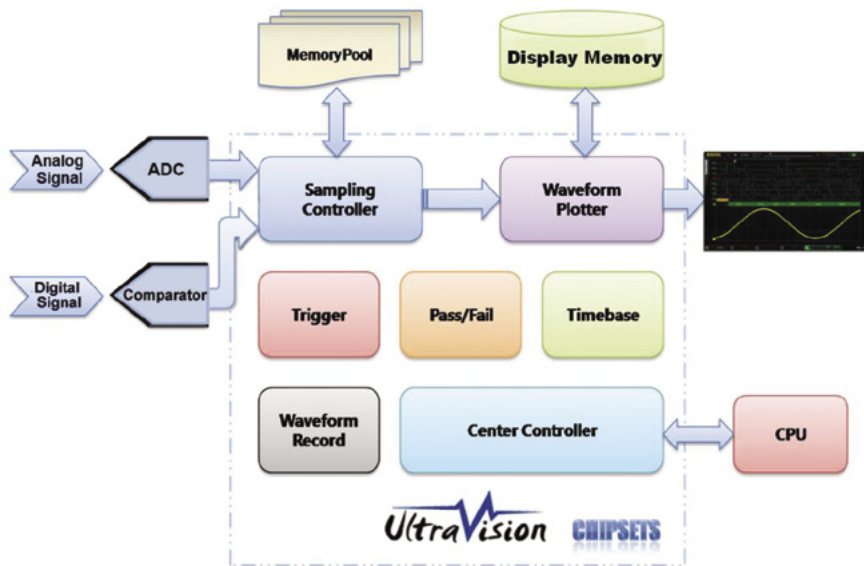 MemoryPool
Display Memory
Analog
Signal
ADC
Sampling
Controller
Waveform
Plotter
Digital
Signal
Comparator
Trigger
Pass/Fail
Timebase
Waveform
Record
Center Controller
CPU
UltraVision
CHIPSETS